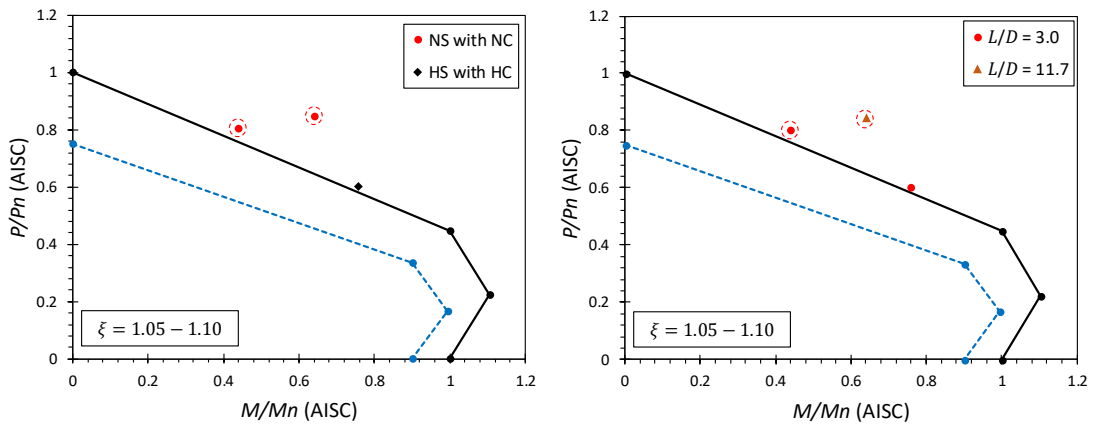 1.2
1
0.8
0.6
0.4
0.2
0
0
0.2
0.4
0.6
0.8
1
1.2
P/Pn (AISC)
M/Mn (AISC)
NS with NC
HS with HC
ξ = 1.05 − 1.10
1.2
1
0.8
0.6
0.4
0.2
0
0
0.2
0.4
0.6
0.8
1
1.2
P/Pn (AISC)
M/Mn (AISC)
L/D = 3.0
L/D = 11.7
ξ = 1.05 − 1.10